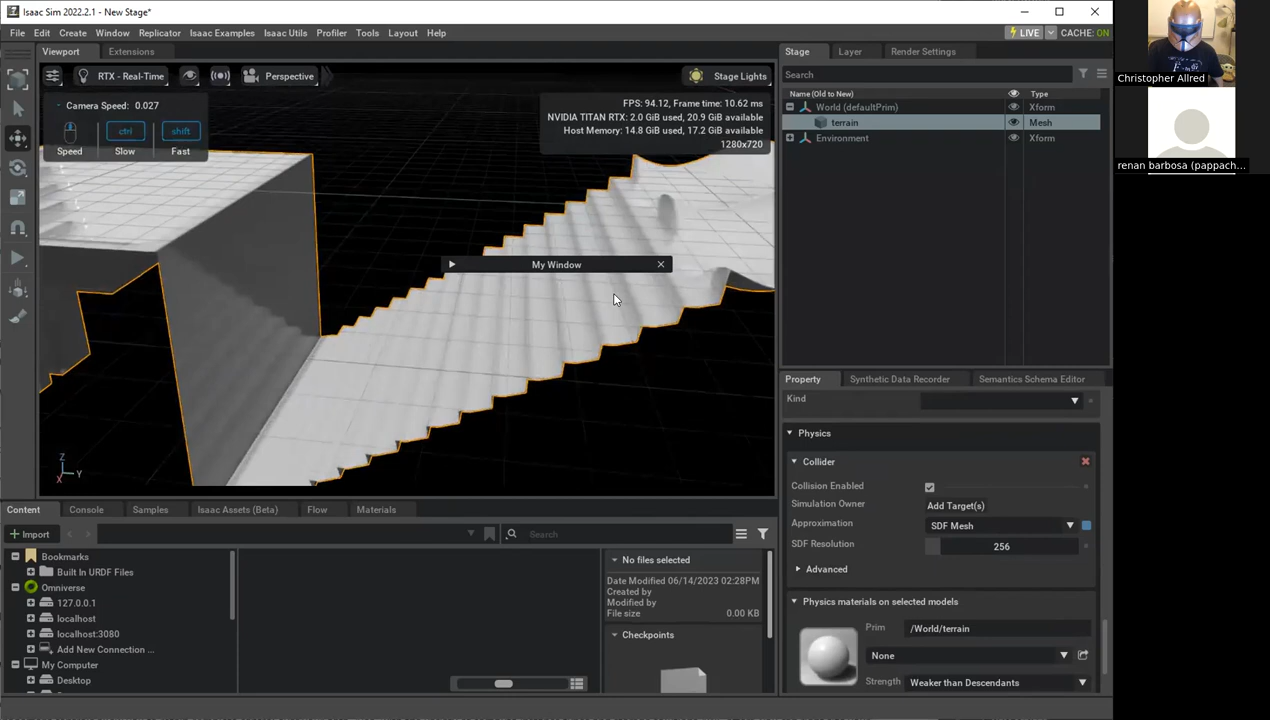 Isaac Sim 2022.2.1 - New Stage*
File Edit Create Window Replicator Isaac Examples Isaac Utils Profiler Tools Layout Help
LIVE CACHE: ON
Viewport Extensions
RTX - Real-Time Perspective Stage Lights
Camera Speed: 0.027
ctrl shift
Speed Slow Fast
FPS: 94.12, Frame time: 10.62 ms
NVIDIA TITAN RTX: 2.0 GiB used, 20.9 GiB available
Host Memory: 14.8 GiB used, 17.2 GiB available
1280x720
My Window
Z
Y
X
Stage Layer Render Settings
Search
Name (Old to New) Type
World (defaultPrim) Xform
terrain Mesh
Environment Xform
Property Synthetic Data Recorder Semantics Schema Editor
Kind
Physics
Collider
Collision Enabled
Simulation Owner Add Target(s)
Approximation SDF Mesh
SDF Resolution 256
Advanced
Physics materials on selected models
Prim /World/terrain
None
Strength Weaker than Descendants
Content Console Samples Isaac Assets (Beta) Flow Materials
Import Search
Bookmarks
Built In URDF Files
Omniverse
127.0.0.1
localhost
localhost:3080
Add New Connection ...
My Computer
Desktop
No files selected
Date Modified 06/14/2023 02:28PM
Created by
Modified by
File size 0.00 KB
Checkpoints
Christopher Allred
renan barbosa (pappach...